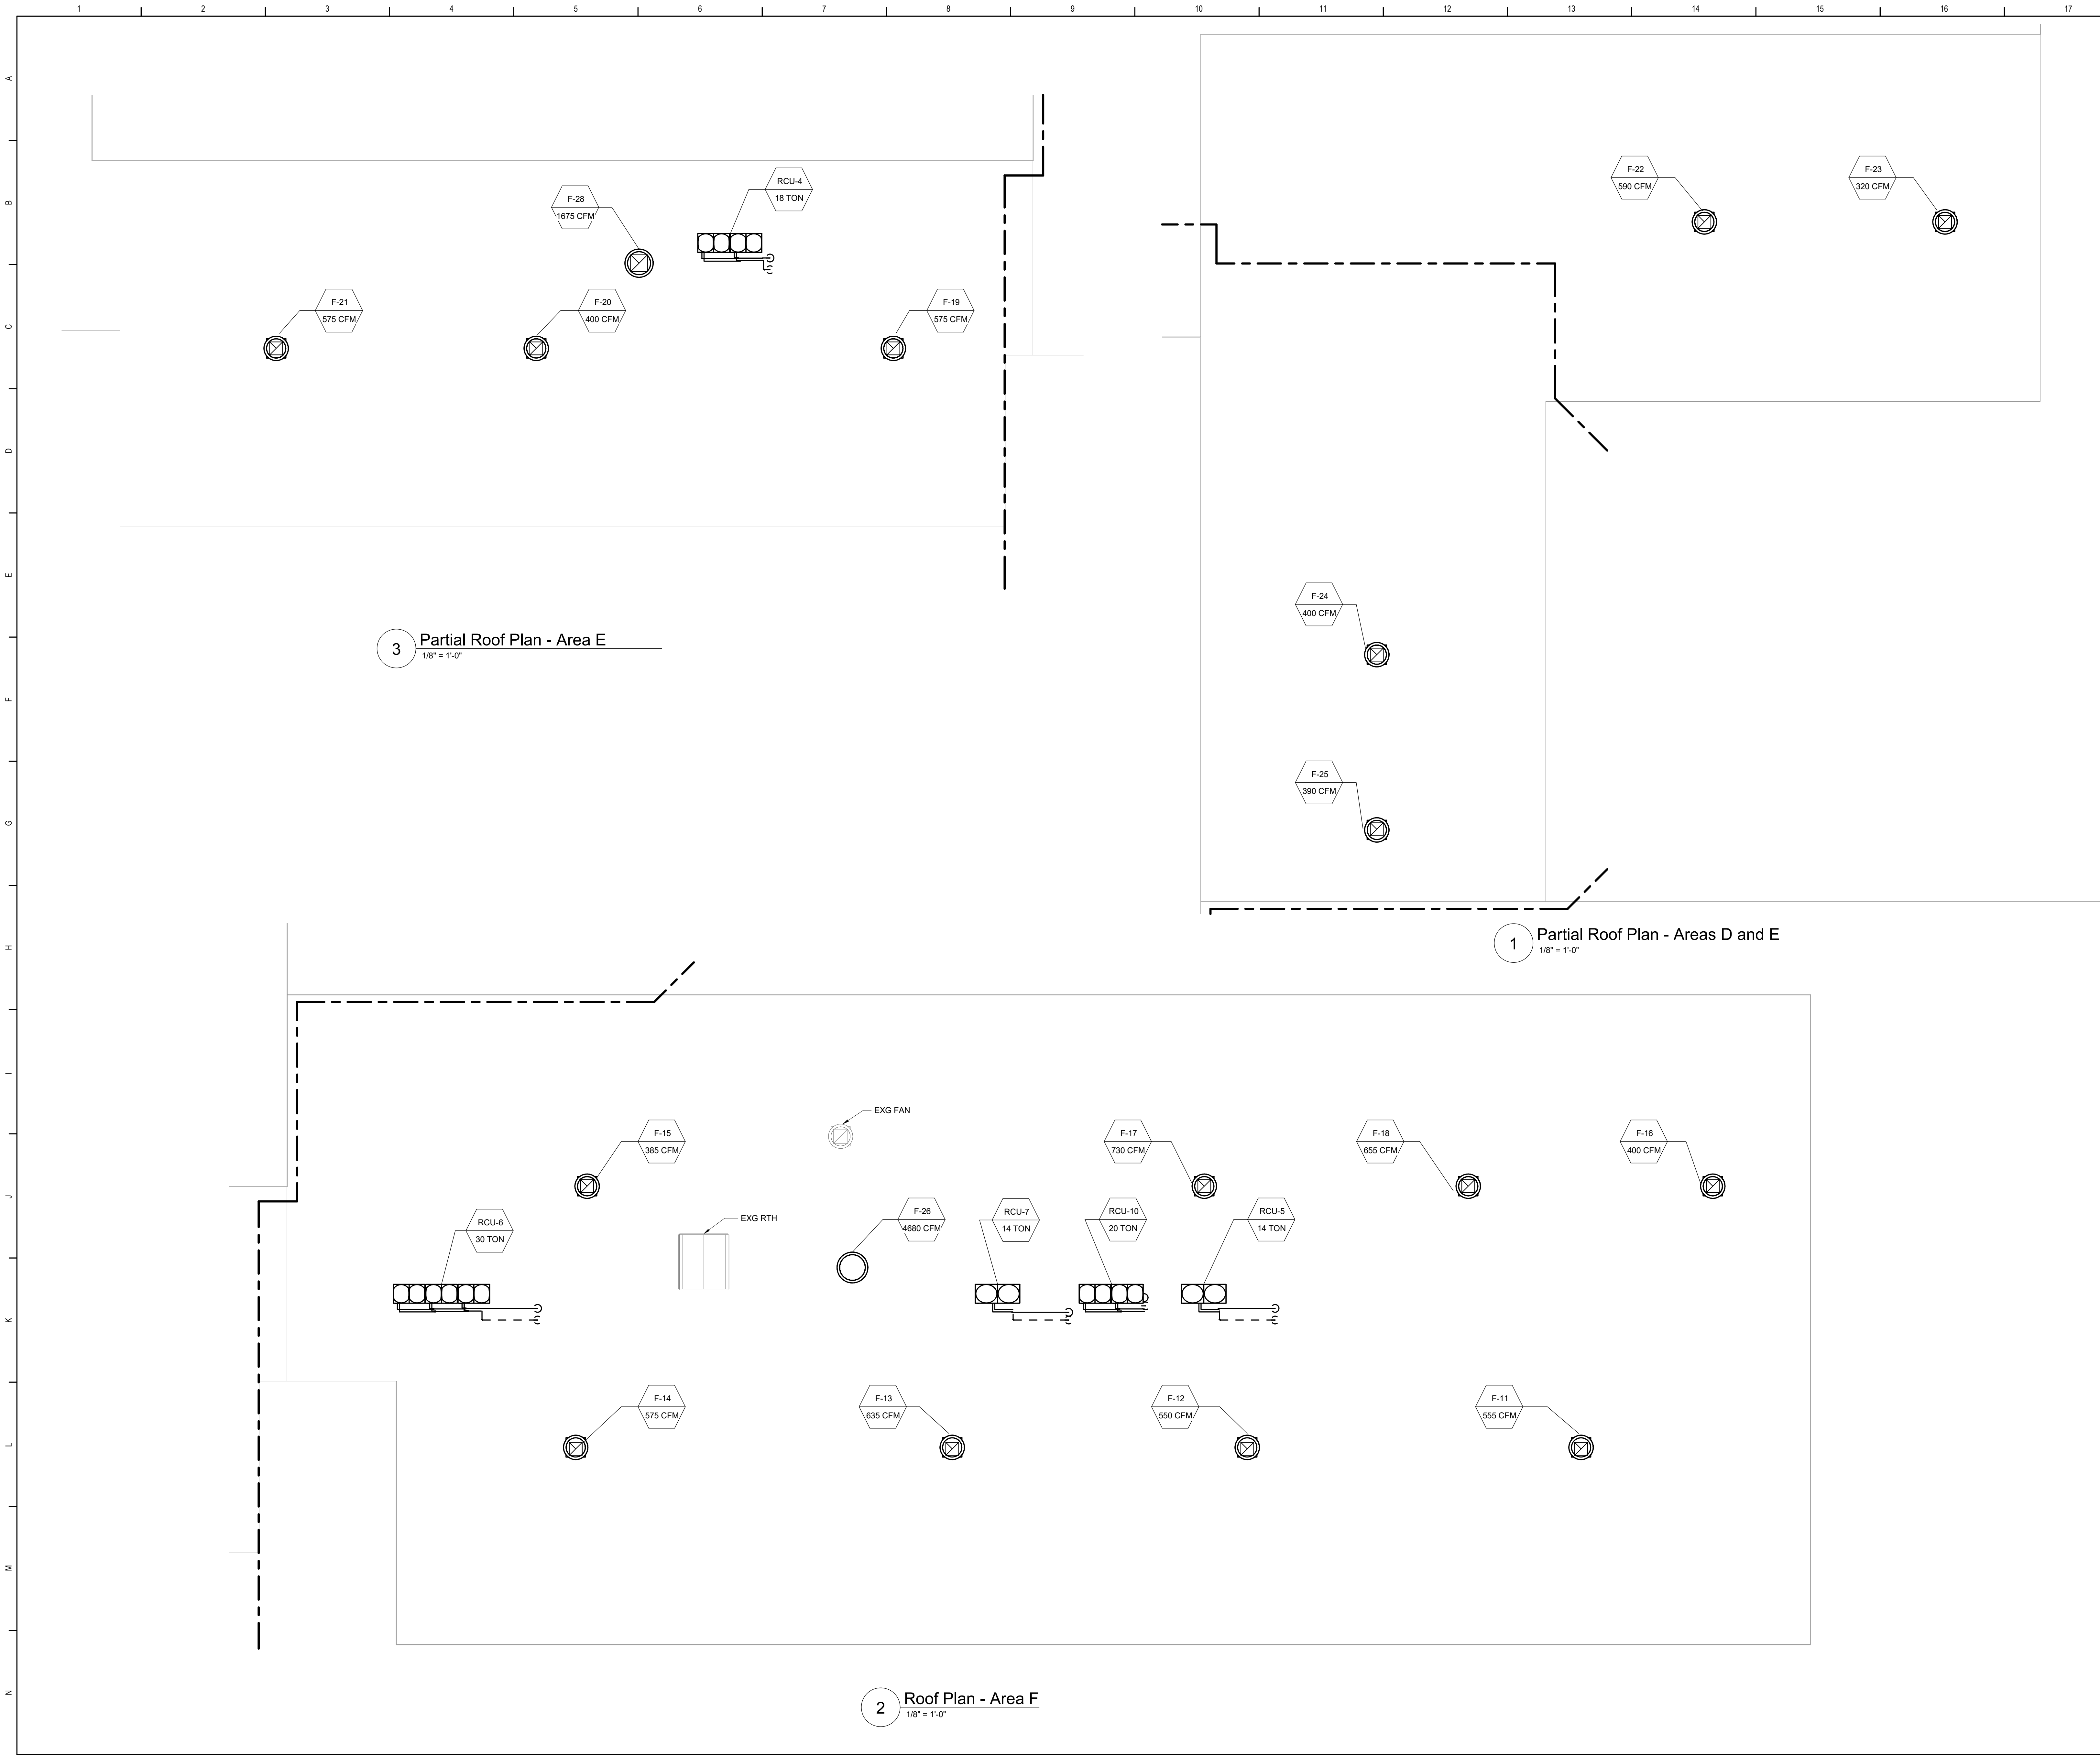 1 2 3 4 5 6 7 8 9 10 11 12 13 14 15 16 17
A
B
C
D
E
F
G
H
I
J
K
L
M
N
F-28
1675 CFM
RCU-4
18 TON
F-21
575 CFM
F-20
400 CFM
F-19
575 CFM
3
Partial Roof Plan - Area E
1/8" = 1'-0"
F-22
590 CFM
F-23
320 CFM
F-24
400 CFM
F-25
390 CFM
1
Partial Roof Plan - Areas D and E
1/8" = 1'-0"
EXG FAN
F-15
385 CFM
F-17
730 CFM
F-18
655 CFM
F-16
400 CFM
RCU-6
30 TON
EXG RTH
F-26
4680 CFM
RCU-7
14 TON
RCU-10
20 TON
RCU-5
14 TON
F-14
575 CFM
F-13
635 CFM
F-12
550 CFM
F-11
555 CFM
2
Roof Plan - Area F
1/8" = 1'-0"